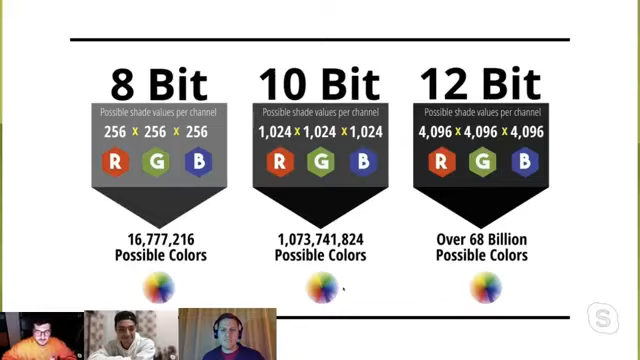 8 Bit
Possible shade values per channel
256 x 256 x 256
R G B
16,777,216
Possible Colors
10 Bit
Possible shade values per channel
1,024 x 1,024 x 1,024
R G B
1,073,741,824
Possible Colors
12 Bit
Possible shade values per channel
4,096 x 4,096 x 4,096
R G B
Over 68 Billion
Possible Colors
S